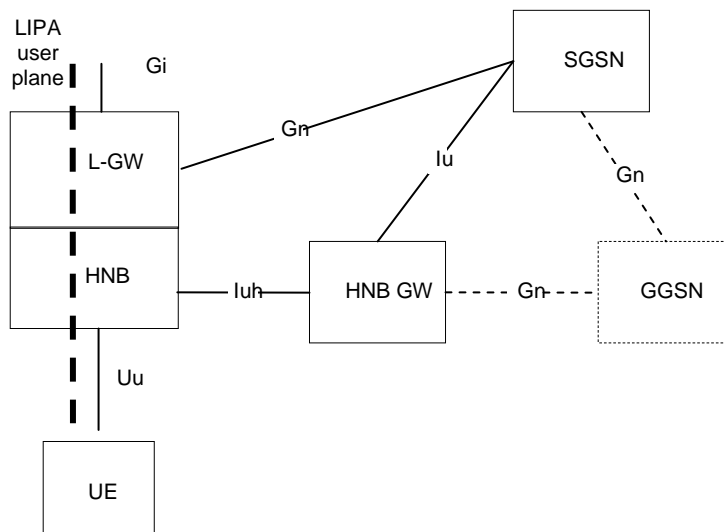 LIPA
user
plane
Gi
SGSN
L-GW
Gn
Iu
Gn
HNB
Iuh
HNB GW
Gn
GGSN
Uu
UE